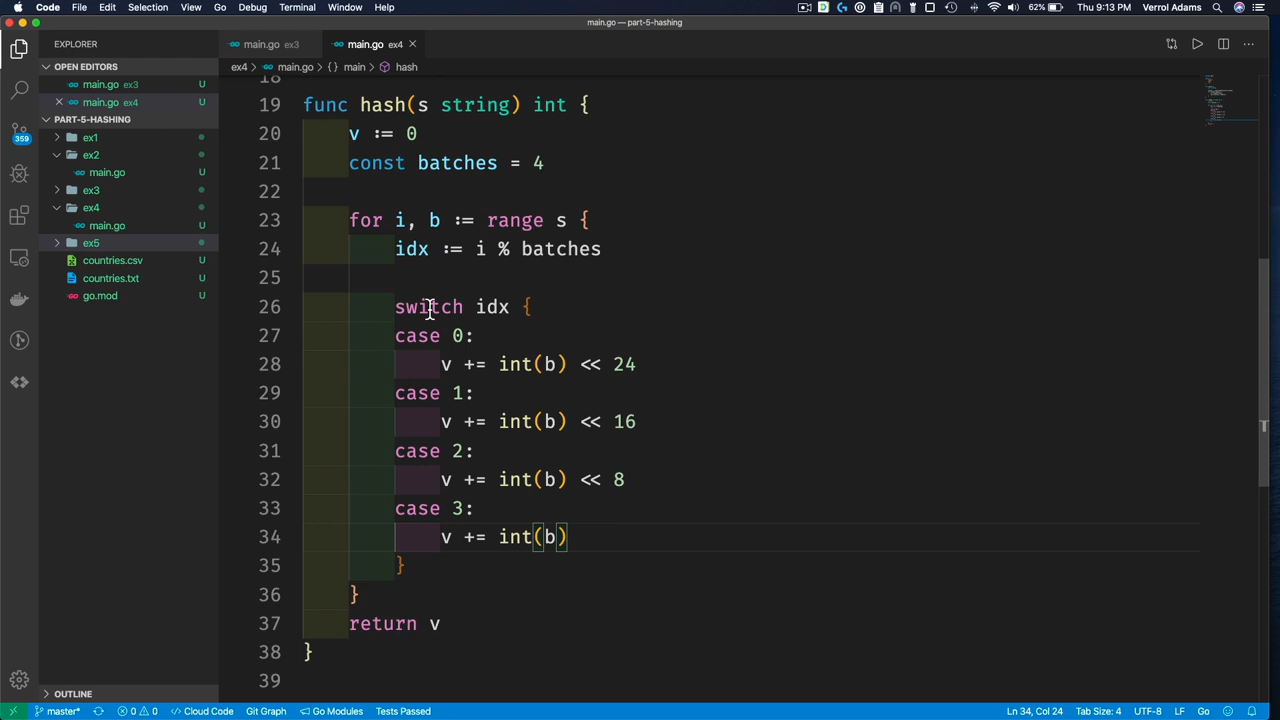 Code File Edit Selection View Go Debug Terminal Window Help 62% Thu 9:13 PM Verrol Adams
main.go — part-5-hashing
EXPLORER
main.go ex3
main.go ex4
OPEN EDITORS
main.go ex3 U
main.go ex4 U
PART-5-HASHING
ex1
ex2
main.go U
ex3
ex4
main.go U
ex5
countries.csv U
countries.txt U
go.mod U
359
ex4 > main.go > {} main > hash
18
19 func hash(s string) int {
20 v := 0
21 const batches = 4
22
23 for i, b := range s {
24 idx := i % batches
25
26 switch idx {
27 case 0:
28 v += int(b) << 24
29 case 1:
30 v += int(b) << 16
31 case 2:
32 v += int(b) << 8
33 case 3:
34 v += int(b)
35 }
36 }
37 return v
38 }
39
OUTLINE
master* 0 0 Cloud Code Git Graph Go Modules Tests Passed Ln 34, Col 24 Tab Size: 4 UTF-8 LF Go